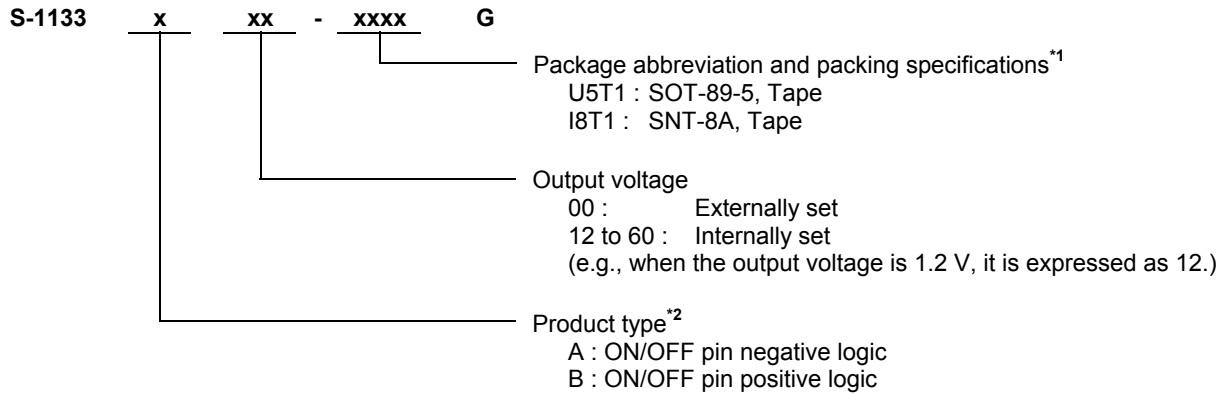 S-1133 x xx - xxxx G
Package abbreviation and packing specifications*1
U5T1 : SOT-89-5, Tape
I8T1 : SNT-8A, Tape
Output voltage
00 : Externally set
12 to 60 : Internally set
(e.g., when the output voltage is 1.2 V, it is expressed as 12.)
Product type*2
A : ON/OFF pin negative logic
B : ON/OFF pin positive logic